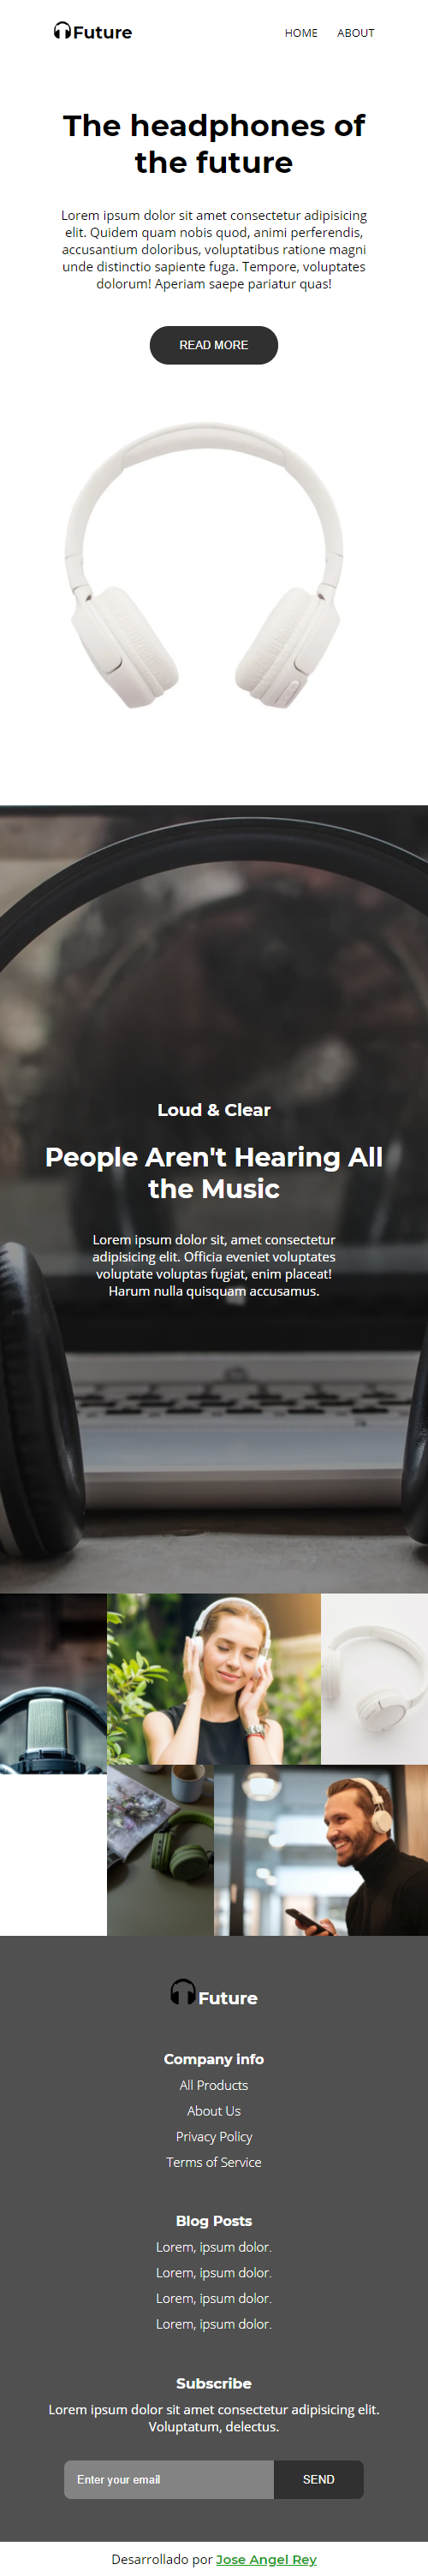 Future
HOME ABOUT
The headphones of
the future
Lorem ipsum dolor sit amet consectetur adipisicing
elit. Quidem quam nobis quod, animi perferendis,
accusantium doloribus, voluptatibus ratione magni
unde distinctio sapiente fuga. Tempore, voluptates
dolorum! Aperiam saepe pariatur quas!
READ MORE
Loud & Clear
People Aren't Hearing All
the Music
Lorem ipsum dolor sit, amet consectetur
adipisicing elit. Officia eveniet voluptates
voluptate voluptas fugiat, enim placeat!
Harum nulla quisquam accusamus.
Future
Company info
All Products
About Us
Privacy Policy
Terms of Service
Blog Posts
Lorem, ipsum dolor.
Lorem, ipsum dolor.
Lorem, ipsum dolor.
Lorem, ipsum dolor.
Subscribe
Lorem ipsum dolor sit amet consectetur adipisicing elit.
Voluptatum, delectus.
Enter your email SEND
Desarrollado por Jose Angel Rey